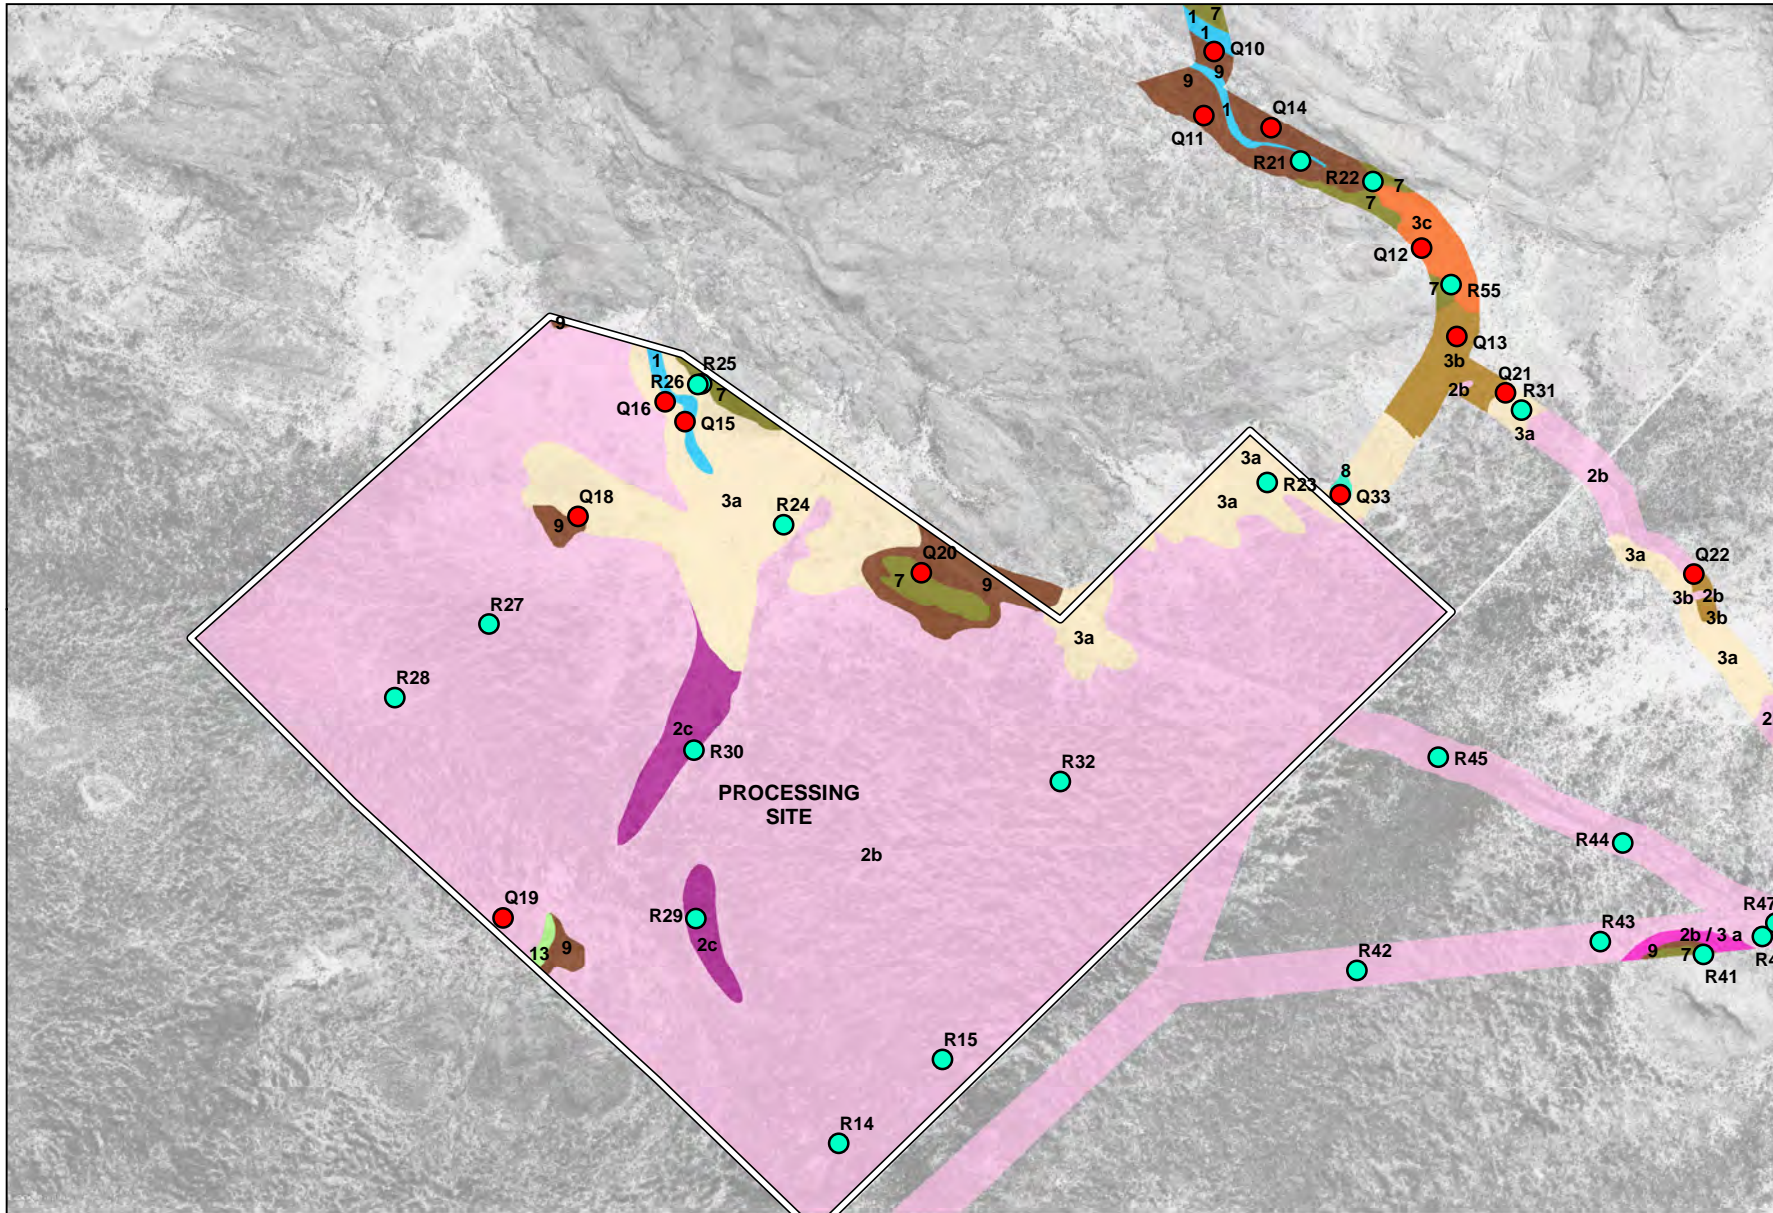 7
1
1
Q10
9
9
1
Q14
Q11
R21
R22
7
7
3c
Q12
7
R55
Q13
3b
9
1
R25
R26
7
Q16
Q15
2b
Q21
R31
3a
3a
3a
R23
8
Q33
2b
Q18
9
3a
R24
Q20
7
9
3a
Q22
3b
2b
3b
3a
R27
3a
R28
2c
R30
2
R45
R32
PROCESSING
SITE
2b
R44
Q19
13
9
R29
2c
R47
R43
2b / 3 a
9
7
R4
R41
R42
R15
R14